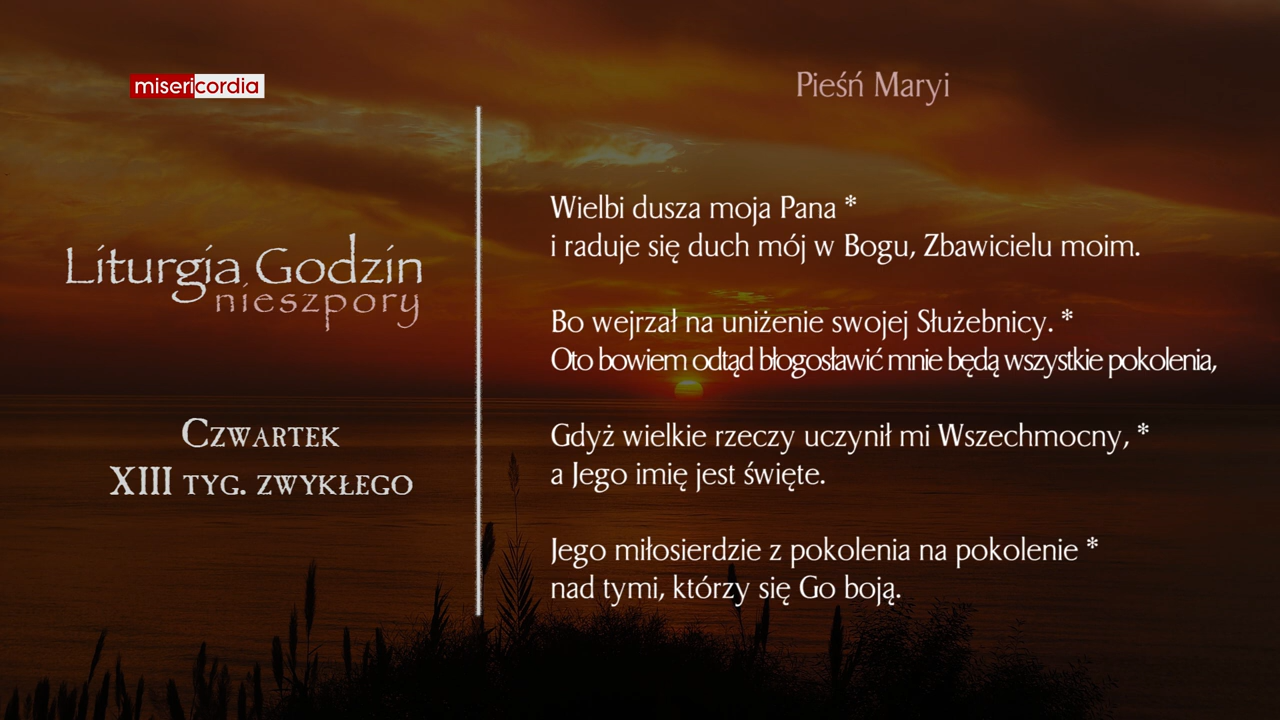 misericordia
Liturgia Godzin
nieszpory
Czwartek
XIII tyg. zwykłego
Pieśń Maryi
Wielbi dusza moja Pana *
i raduje się duch mój w Bogu, Zbawicielu moim.
Bo wejrzał na uniżenie swojej Służebnicy. *
Oto bowiem odtąd błogosławić mnie będą wszystkie pokolenia,
Gdyż wielkie rzeczy uczynił mi Wszechmocny, *
a Jego imię jest święte.
Jego miłosierdzie z pokolenia na pokolenie *
nad tymi, którzy się Go boją.